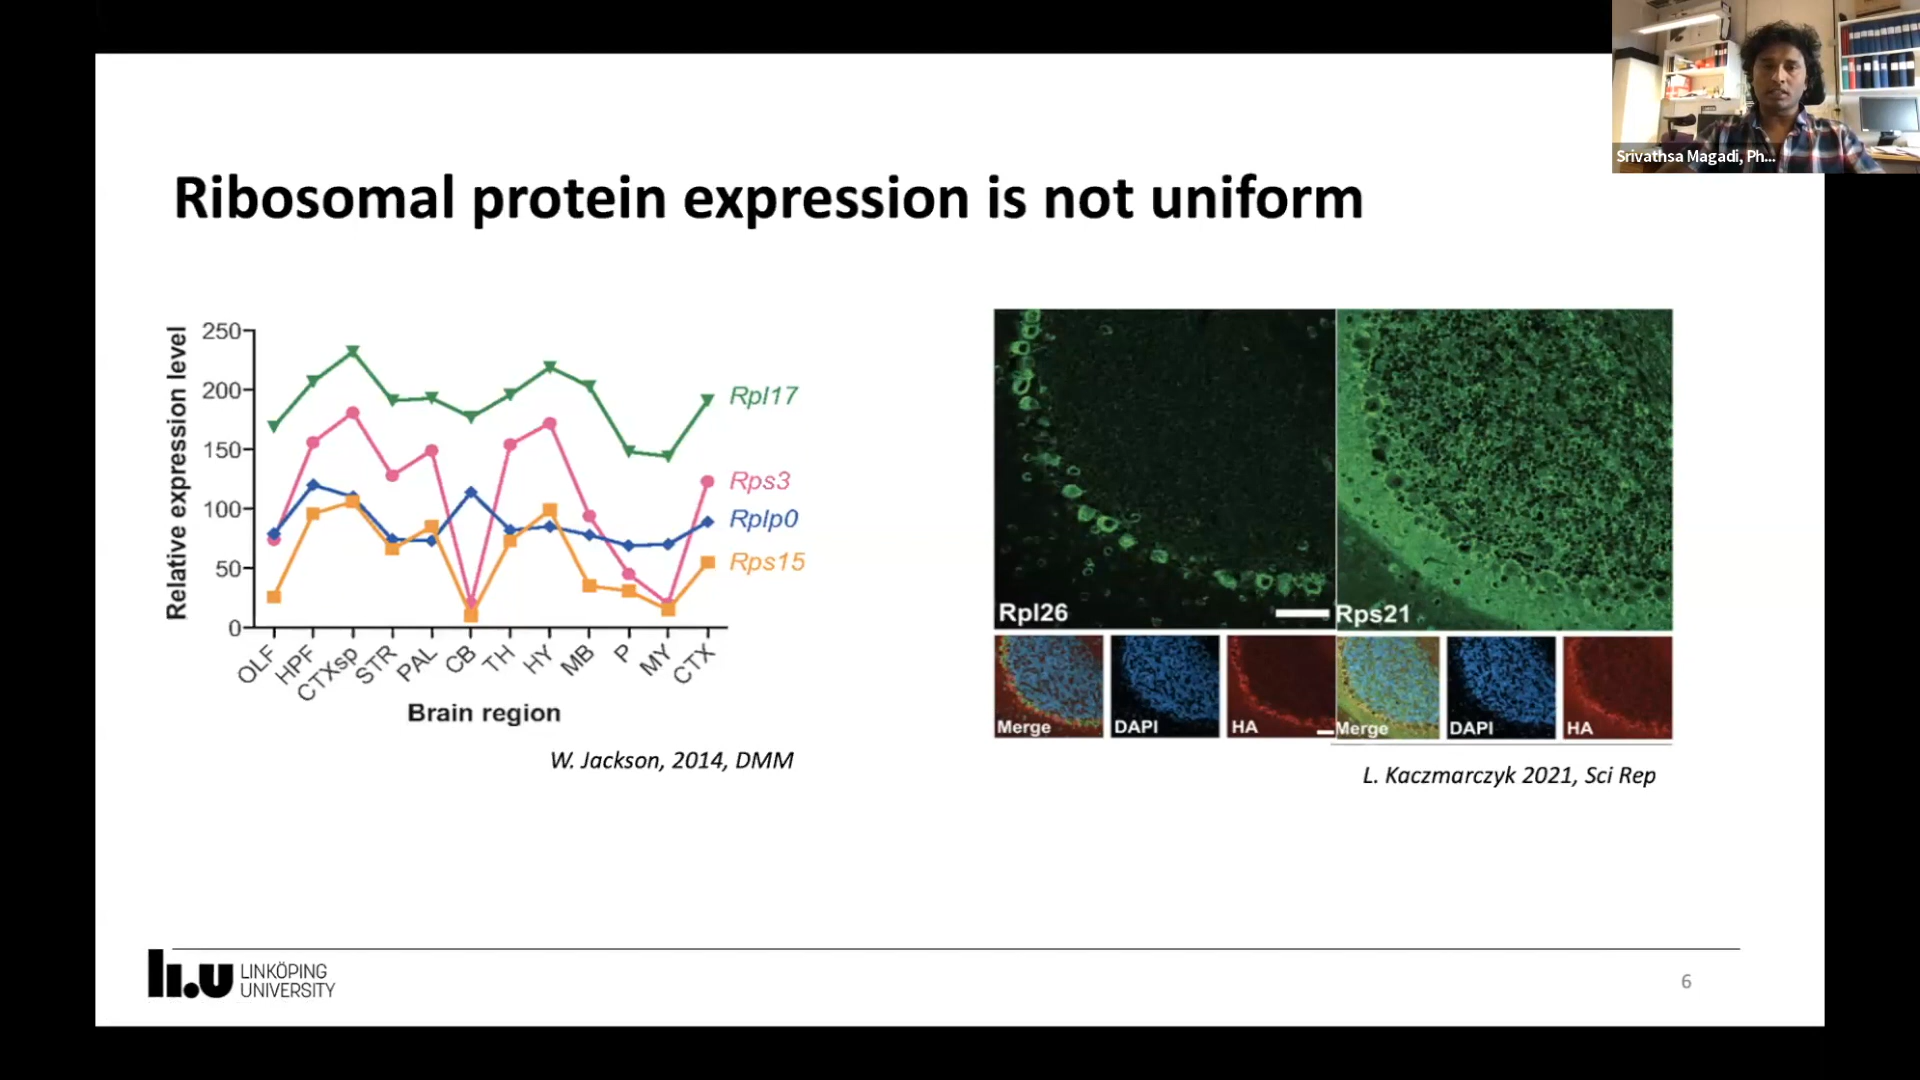 Srivathsa Magadi, Ph...
Ribosomal protein expression is not uniform
Relative expression level
250
200
150
100
50
0
Rpl17
Rps3
Rplp0
Rps15
OLF
HPF
CTXsp
STR
PAL
CB
TH
HY
MB
P
MY
CTX
Brain region
W. Jackson, 2014, DMM
Rpl26
Rps21
Merge
DAPI
HA
Merge
DAPI
HA
L. Kaczmarczyk 2021, Sci Rep
li.u LINKÖPING
UNIVERSITY
6